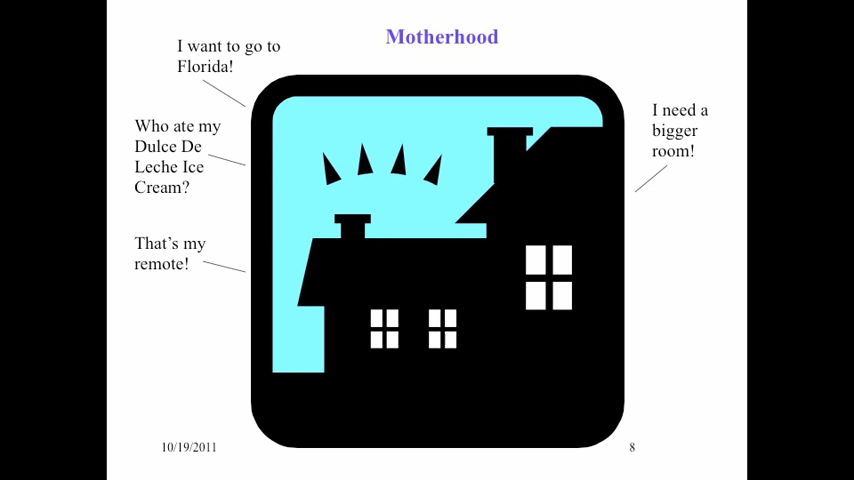 Motherhood
I want to go to
Florida!
Who ate my
Dulce De
Leche Ice
Cream?
That's my
remote!
I need a
bigger
room!
10/19/2011
8